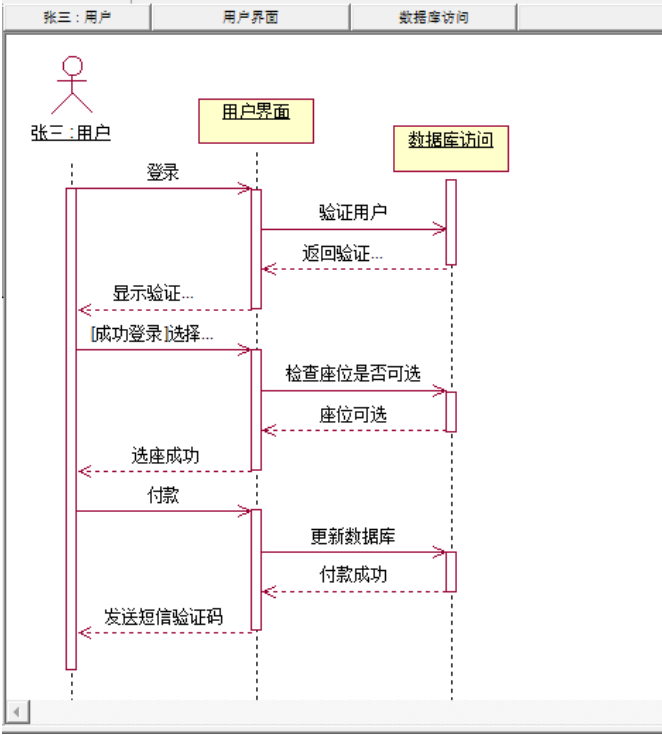 张三：用户
用户界面
数据库访问
张三 :用户
用户界面
数据库访问
登录
验证用户
返回验证...
显示验证...
[成功登录]选择...
检查座位是否可选
座位可选
选座成功
付款
更新数据库
付款成功
发送短信验证码